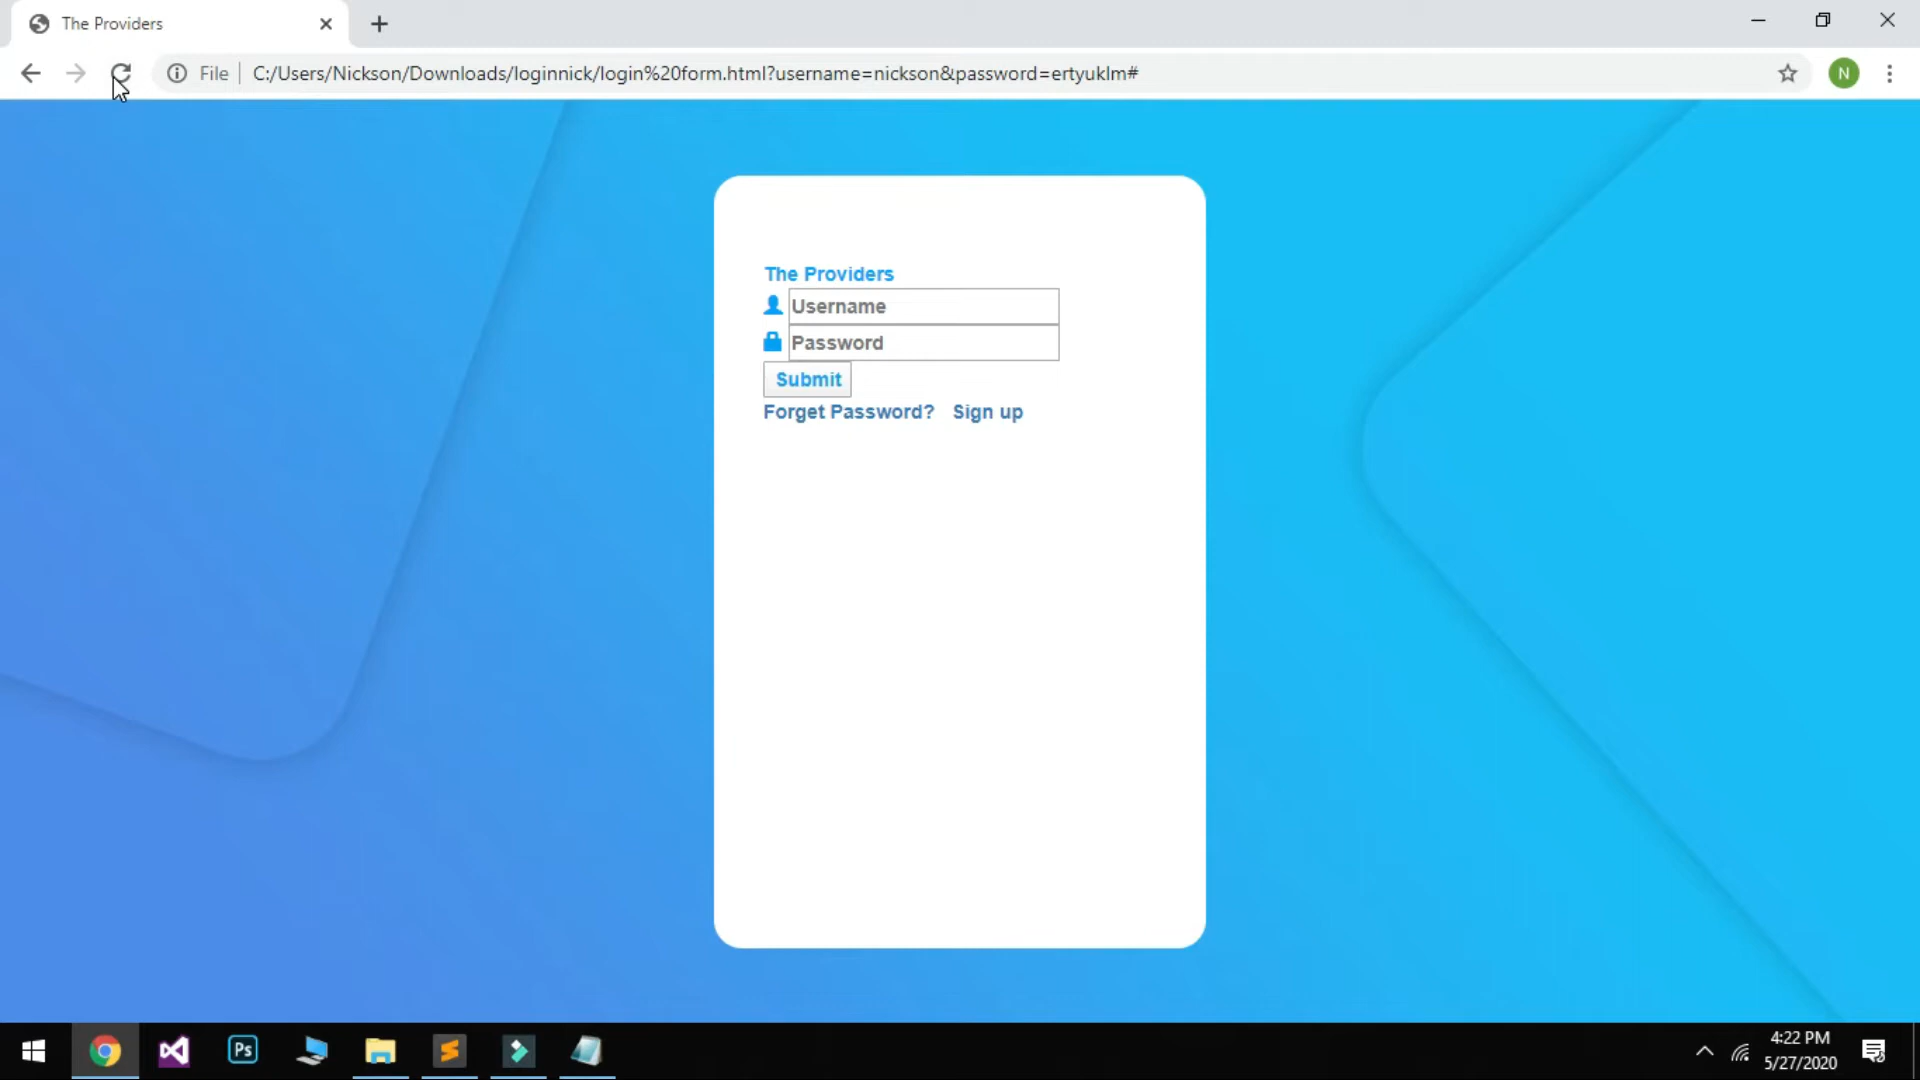 The Providers
File
C:/Users/Nickson/Downloads/loginnick/login%20form.html?username=nickson&password=ertyuklm#
N
The Providers
Username
Password
Submit
Forget Password? Sign up
Ps
4:22 PM
5/27/2020